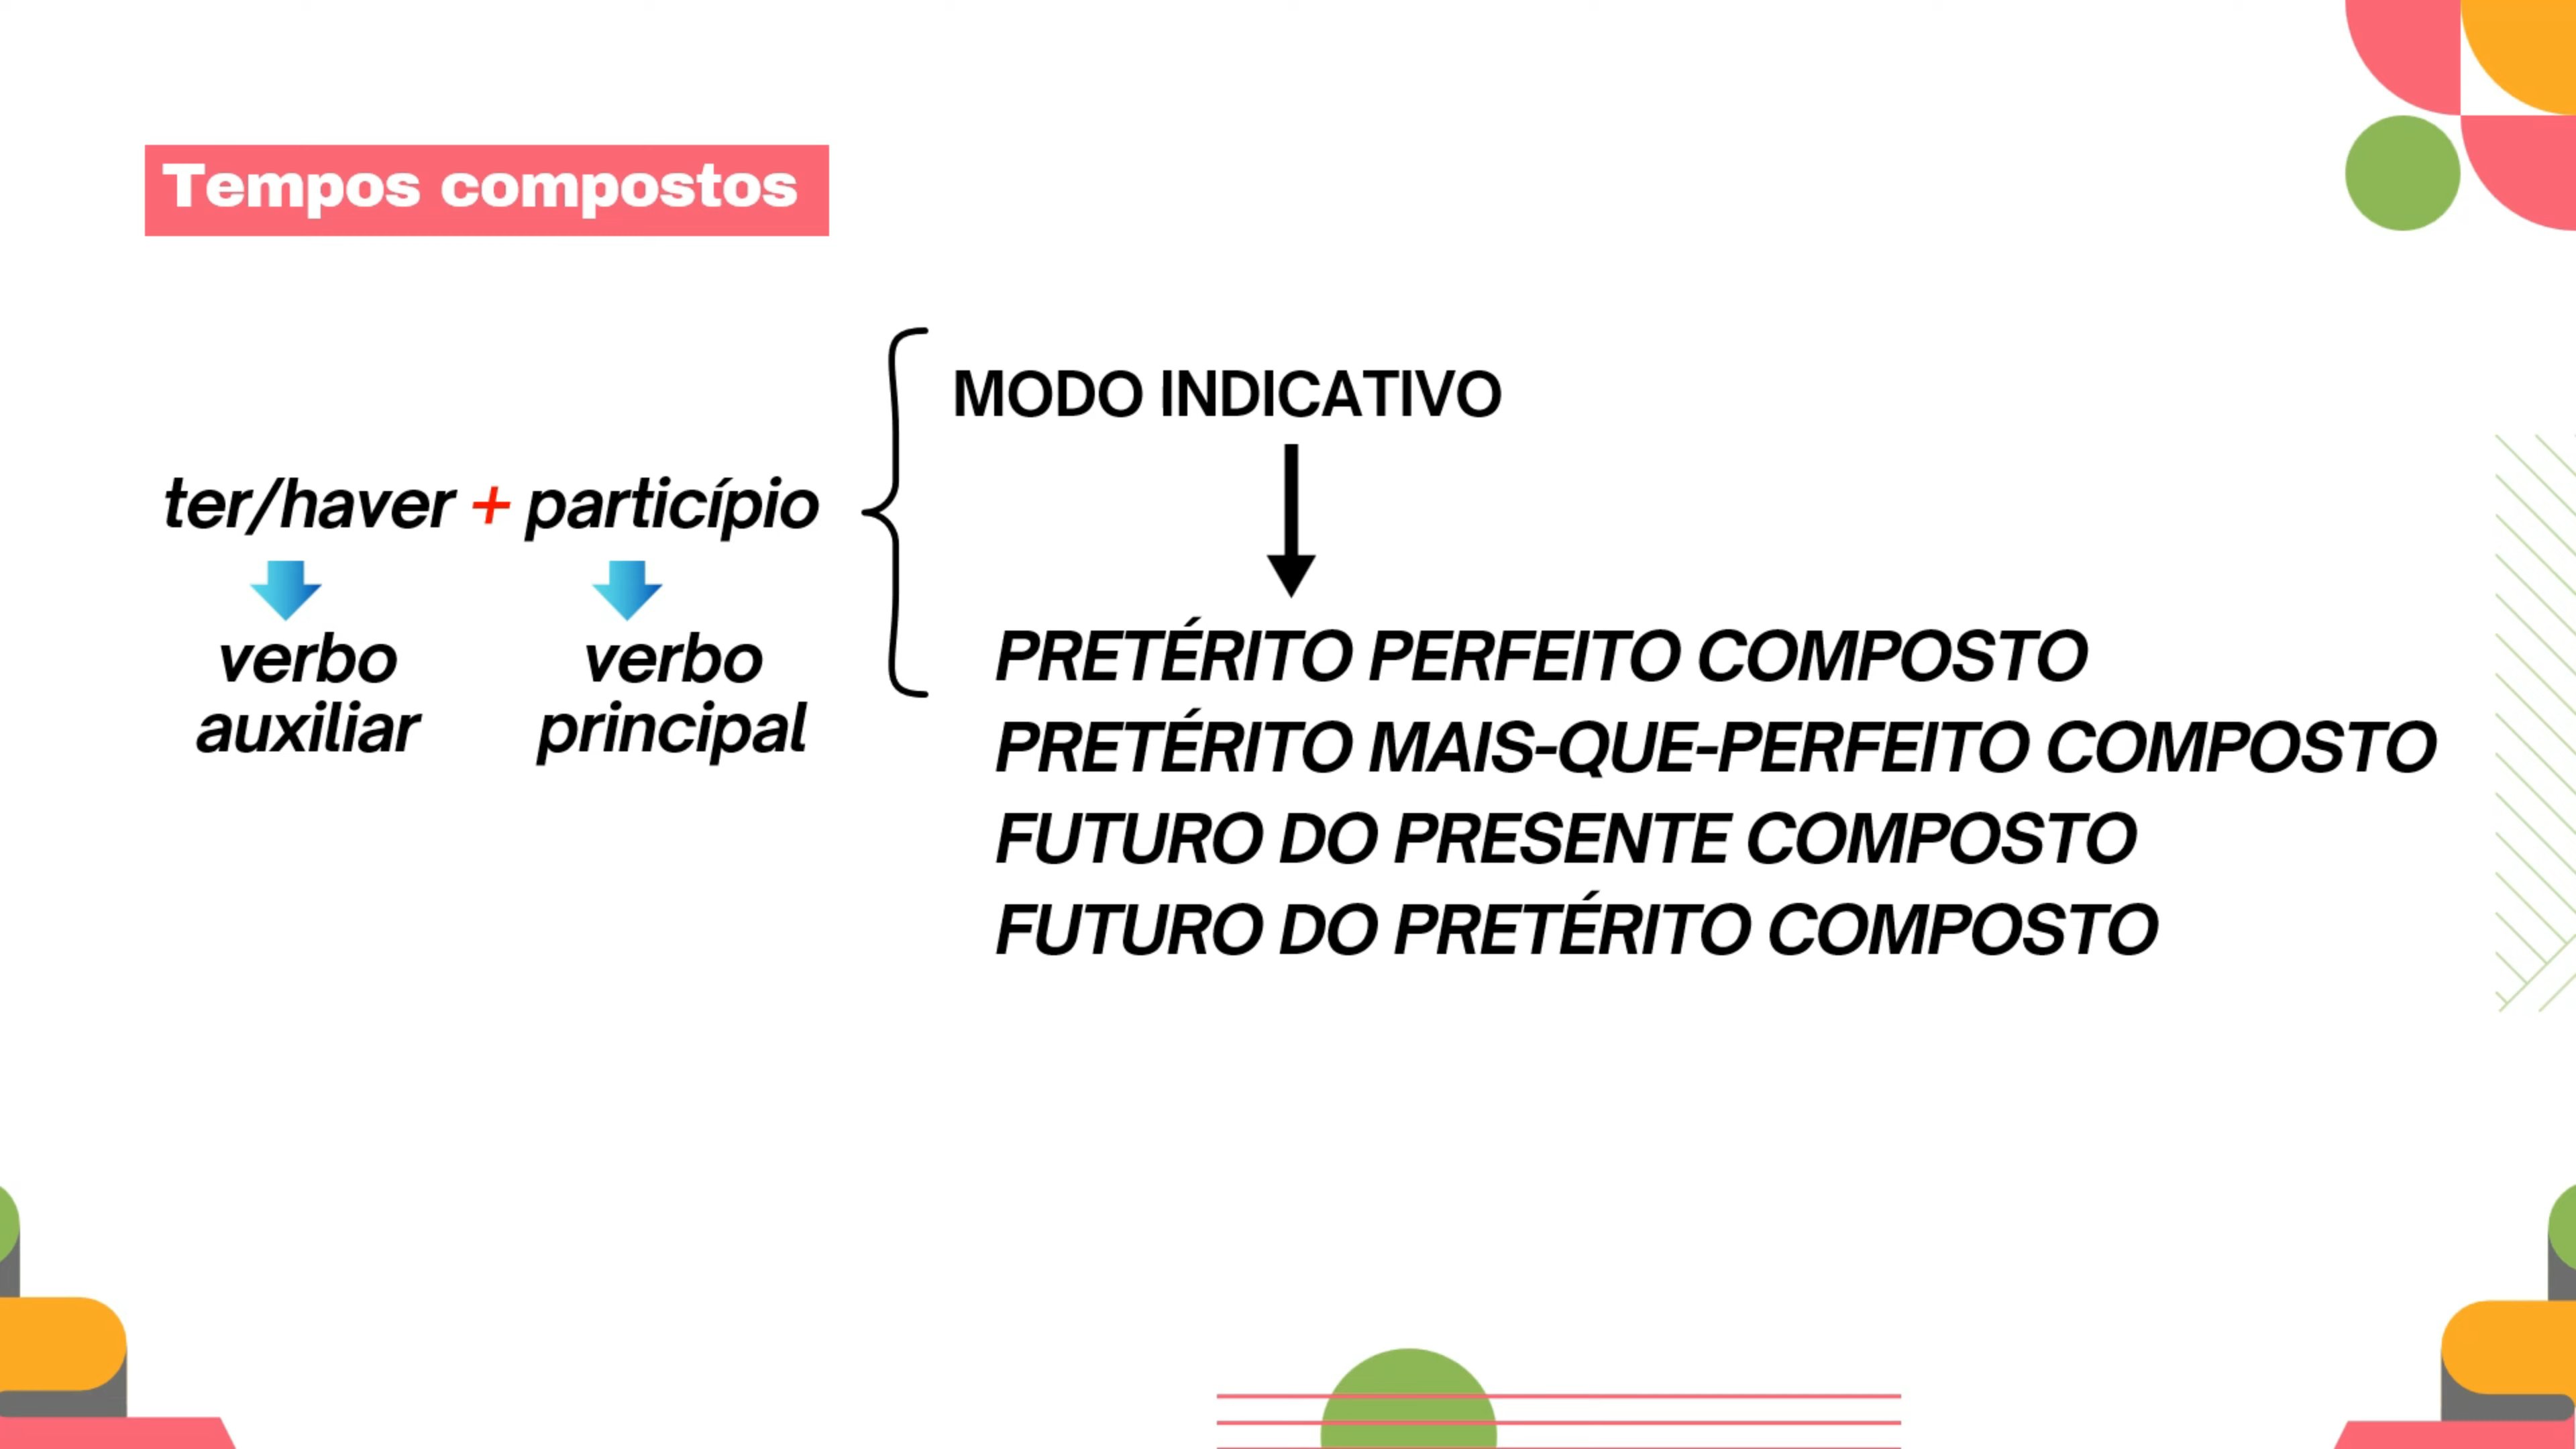 Tempos compostos
ter/haver + particípio
verbo auxiliar
verbo principal
MODO INDICATIVO
PRETÉRITO PERFEITO COMPOSTO
PRETÉRITO MAIS-QUE-PERFEITO COMPOSTO
FUTURO DO PRESENTE COMPOSTO
FUTURO DO PRETÉRITO COMPOSTO